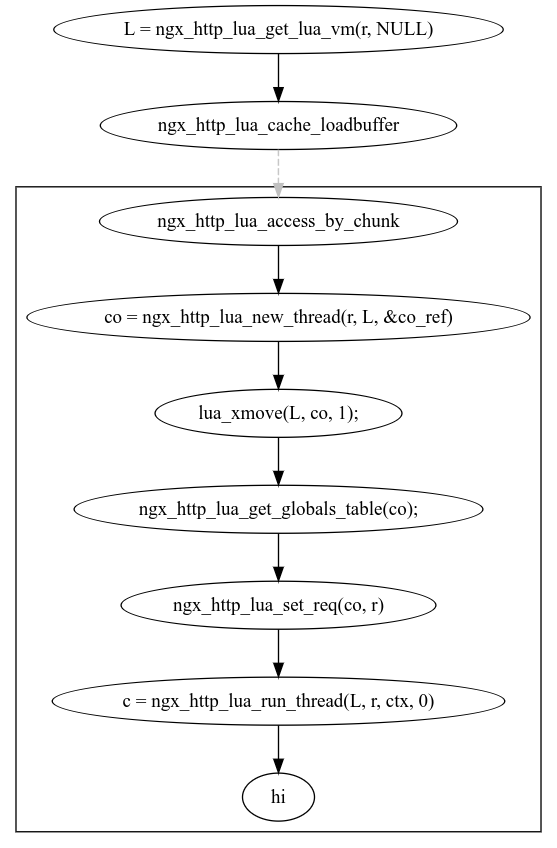 L = ngx_http_lua_get_lua_vm(r, NULL)
ngx_http_lua_cache_loadbuffer
ngx_http_lua_access_by_chunk
co = ngx_http_lua_new_thread(r, L, &co_ref)
lua_xmove(L, co, 1);
ngx_http_lua_get_globals_table(co);
ngx_http_lua_set_req(co, r)
c = ngx_http_lua_run_thread(L, r, ctx, 0)
hi